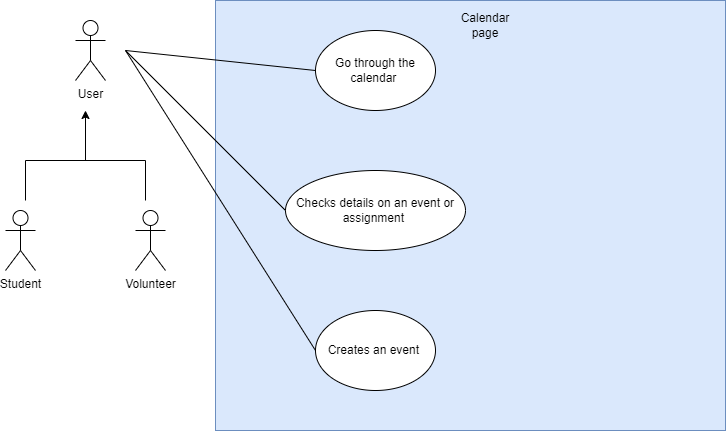 Calendar
page
User
Go through the
calendar
Checks details on an event or
assignment
Student
Volunteer
Creates an event